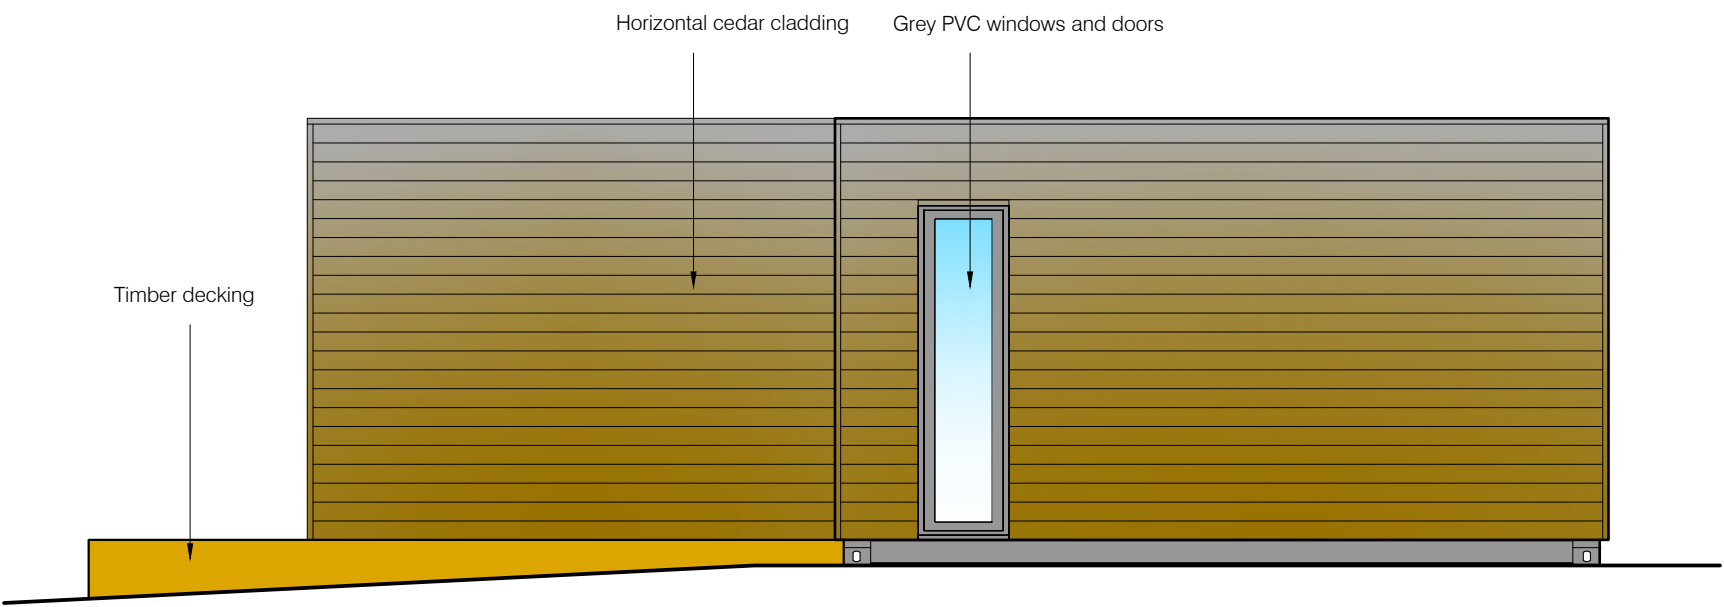 Horizontal cedar cladding
Grey PVC windows and doors
Timber decking